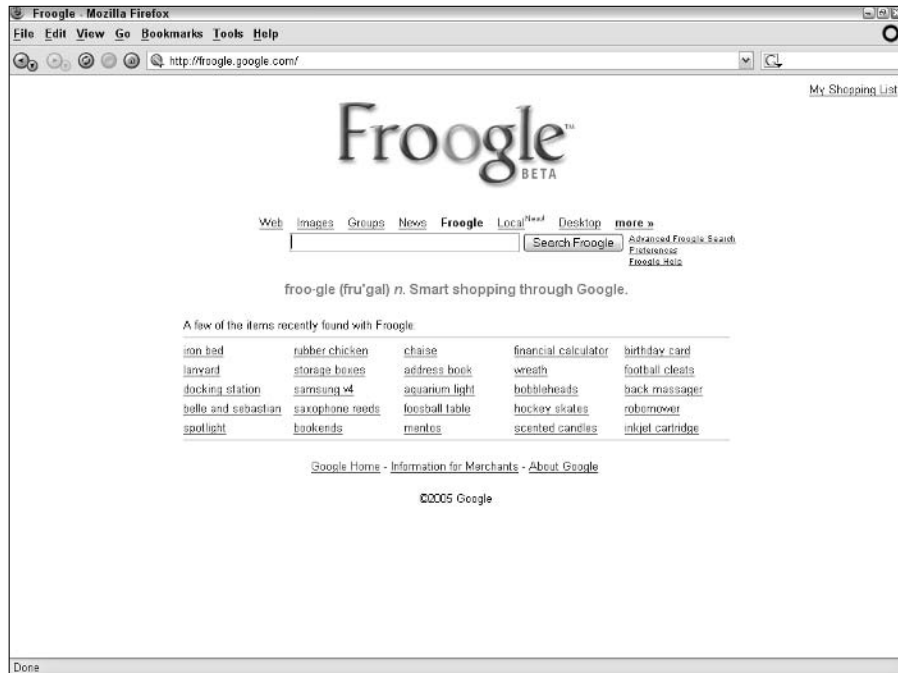 Froogle - Mozilla Firefox
File Edit View Go Bookmarks Tools Help
http://froogle.google.com/
My Shopping List
Froogle™
BETA
Web Images Groups News Froogle Local New! Desktop more »
Search Froogle Advanced Froogle Search
Preferences
Froogle Help
froo·gle (fru'gal) n. Smart shopping through Google.
A few of the items recently found with Froogle
iron bed rubber chicken chaise financial calculator birthday card
lanyard storage boxes address book wreath football cleats
docking station samsung v4 aquarium light bobbleheads back massager
belle and sebastian saxophone reeds foosball table hockey skates robomower
spotlight bookends mentos scented candles inkjet cartridge
Google Home - Information for Merchants - About Google
©2005 Google
Done